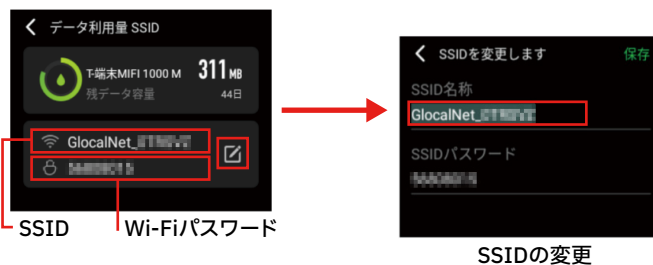 データ利用量 SSID
T-端末MIFI 1000 M 311 MB
残データ容量 44日
GlocalNet_
SSID Wi-Fiパスワード
SSIDを変更します 保存
SSID名称
GlocalNet_
SSIDパスワード
SSIDの変更